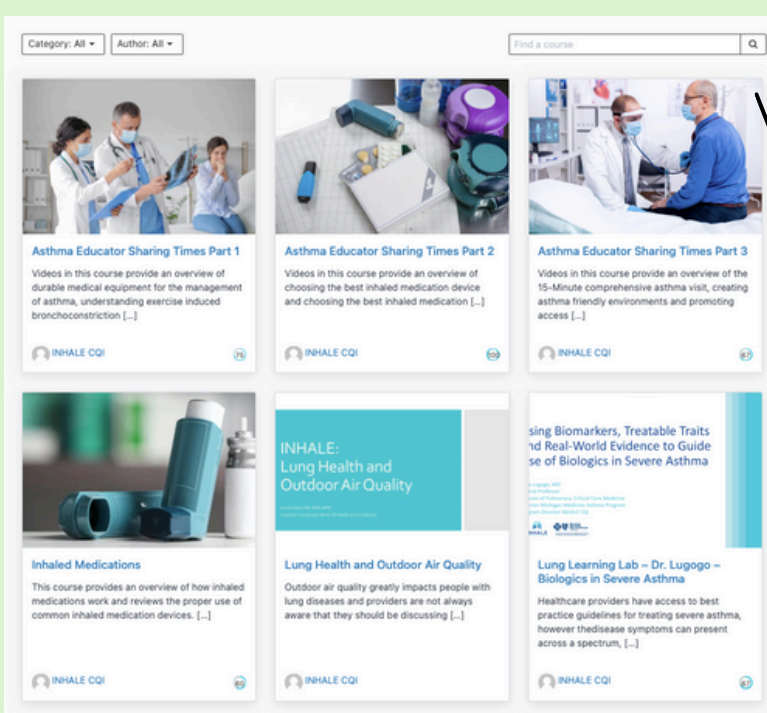 Category: All
Author: All
Find a course
Asthma Educator Sharing Times Part 1
Videos in this course provide an overview of
durable medical equipment for the management
of asthma, understanding exercise induced
bronchoconstriction [...]
INHALE CQI
75
Asthma Educator Sharing Times Part 2
Videos in this course provide an overview of
choosing the best inhaled medication device
and choosing the best inhaled medication [...]
INHALE CQI
100
Asthma Educator Sharing Times Part 3
Videos in this course provide an overview of the
15-Minute comprehensive asthma visit, creating
asthma friendly environments and promoting
access [...]
INHALE CQI
67
Inhaled Medications
This course provides an overview of how inhaled
medications work and reviews the proper use of
common inhaled medication devices. [...]
INHALE CQI
INHALE:
Lung Health and
Outdoor Air Quality
Lung Health and Outdoor Air Quality
Outdoor air quality greatly impacts people with
lung diseases and providers are not always
aware that they should be discussing [...]
INHALE CQI
sing Biomarkers, Treatable Traits
nd Real-World Evidence to Guide
se of Biologics in Severe Asthma
Lung Learning Lab – Dr. Lugogo –
Biologics in Severe Asthma
Healthcare providers have access to best
practice guidelines for treating severe asthma,
however thedisease symptoms can present
across a spectrum, [...]
INHALE CQI
67